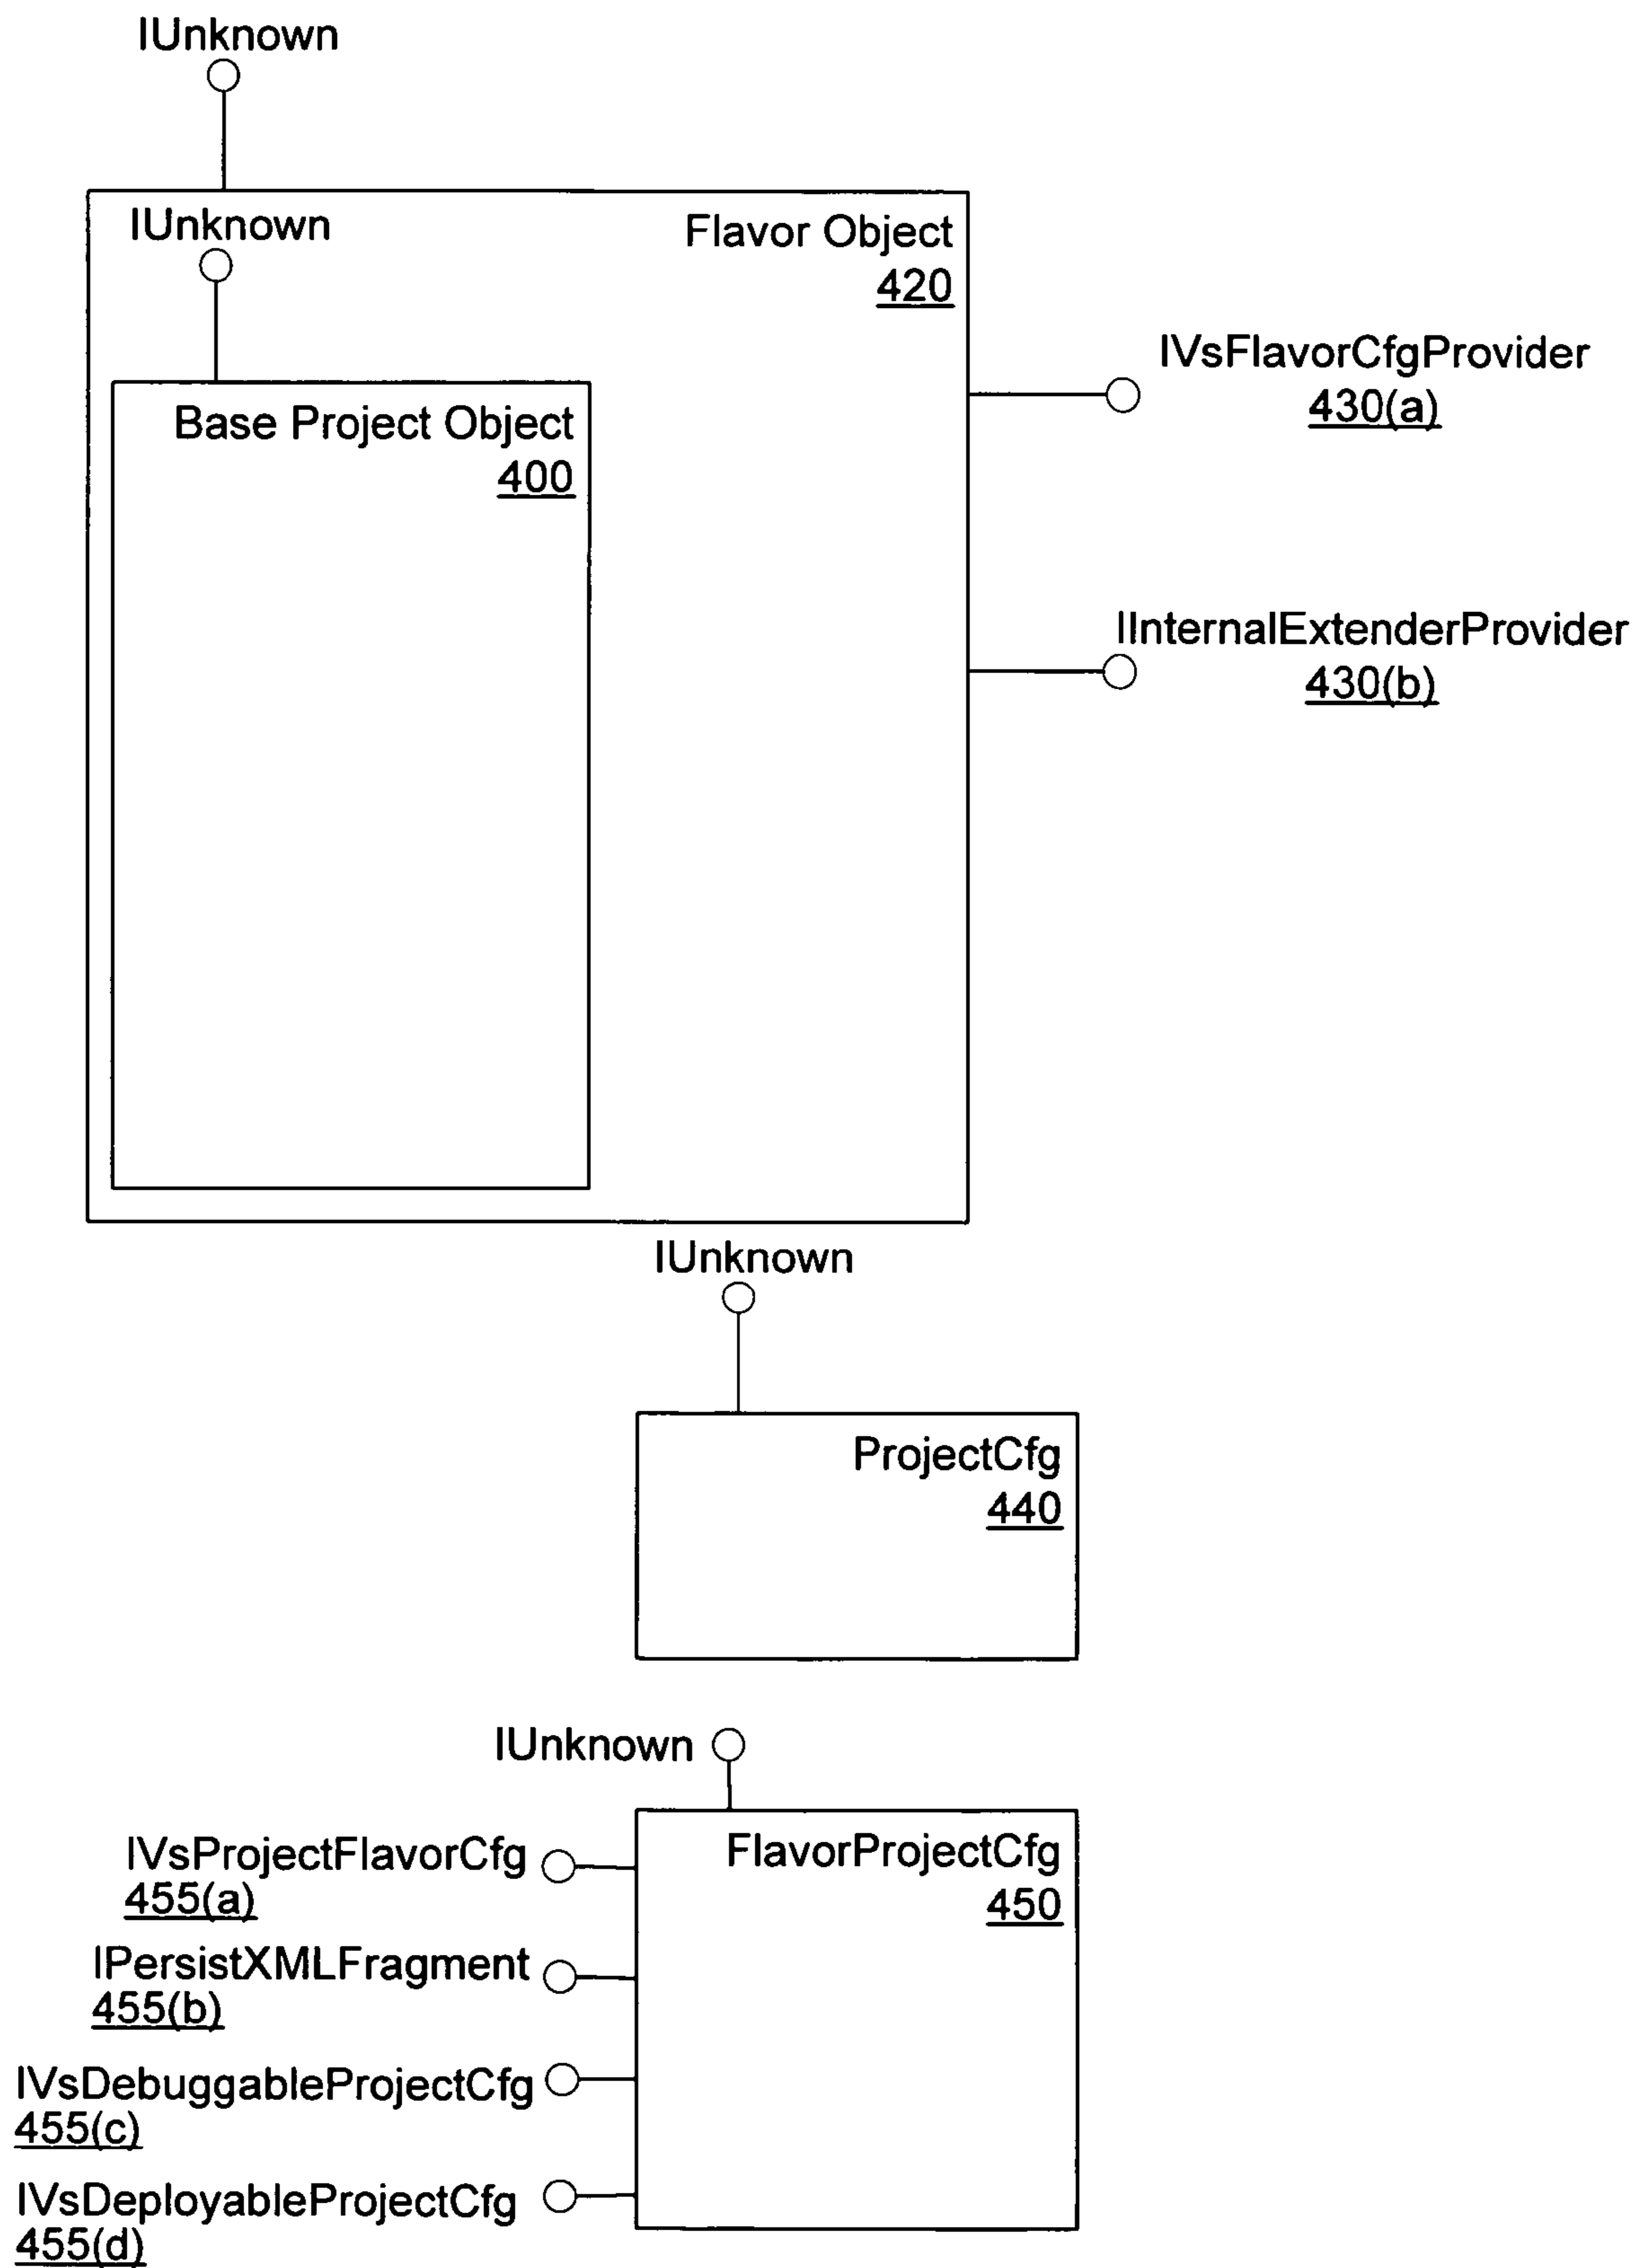 IUnknown
IUnknown
Flavor Object
420
Base Project Object
400
IVsFlavorCfgProvider
430(a)
IInternalExtenderProvider
430(b)
IUnknown
ProjectCfg
440
IUnknown
FlavorProjectCfg
450
IVsProjectFlavorCfg
455(a)
IPersistXMLFragment
455(b)
IVsDebuggableProjectCfg
455(c)
IVsDeployableProjectCfg
455(d)